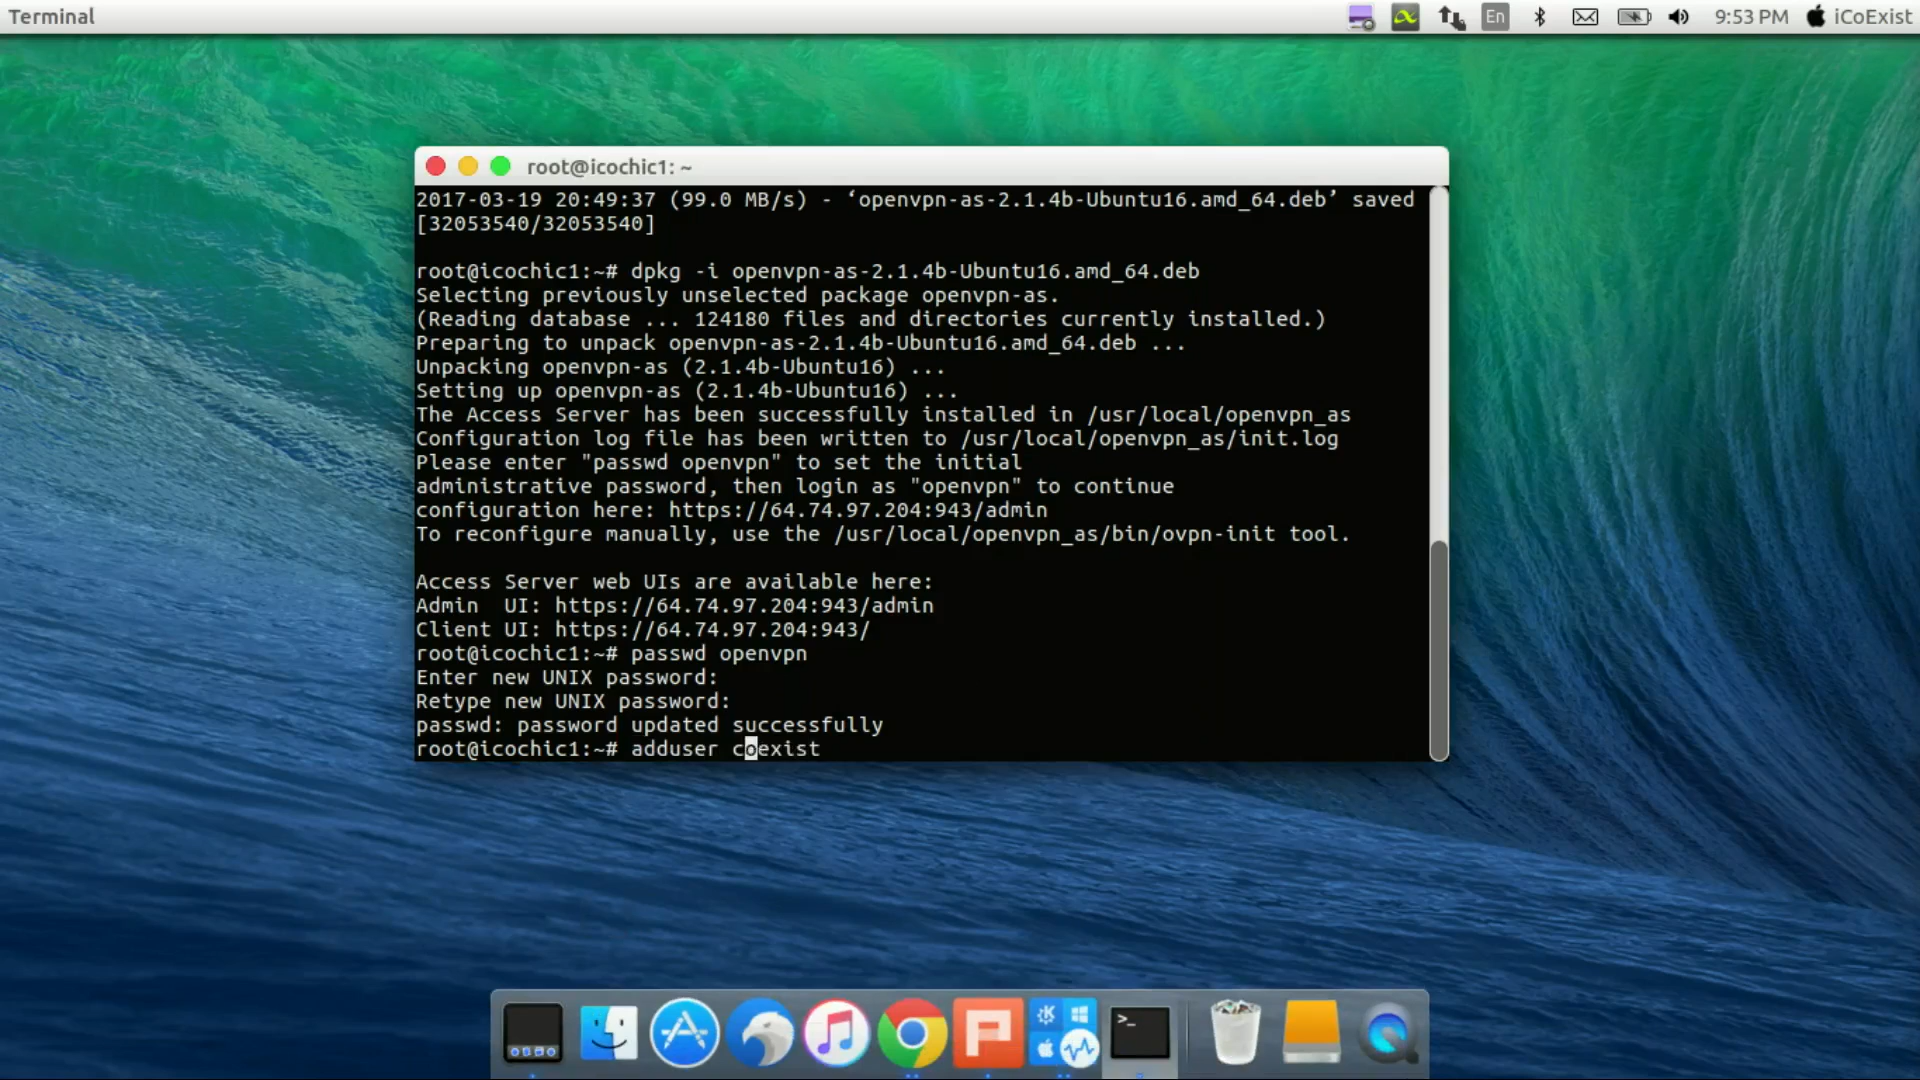 Terminal
En
9:53 PM
iCoExist
root@icochic1: ~
2017-03-19 20:49:37 (99.0 MB/s) - ‘openvpn-as-2.1.4b-Ubuntu16.amd_64.deb’ saved
[32053540/32053540]
root@icochic1:~# dpkg -i openvpn-as-2.1.4b-Ubuntu16.amd_64.deb
Selecting previously unselected package openvpn-as.
(Reading database ... 124180 files and directories currently installed.)
Preparing to unpack openvpn-as-2.1.4b-Ubuntu16.amd_64.deb ...
Unpacking openvpn-as (2.1.4b-Ubuntu16) ...
Setting up openvpn-as (2.1.4b-Ubuntu16) ...
The Access Server has been successfully installed in /usr/local/openvpn_as
Configuration log file has been written to /usr/local/openvpn_as/init.log
Please enter "passwd openvpn" to set the initial
administrative password, then login as "openvpn" to continue
configuration here: https://64.74.97.204:943/admin
To reconfigure manually, use the /usr/local/openvpn_as/bin/ovpn-init tool.
Access Server web UIs are available here:
Admin  UI: https://64.74.97.204:943/admin
Client UI: https://64.74.97.204:943/
root@icochic1:~# passwd openvpn
Enter new UNIX password:
Retype new UNIX password:
passwd: password updated successfully
root@icochic1:~# adduser coexist
>_